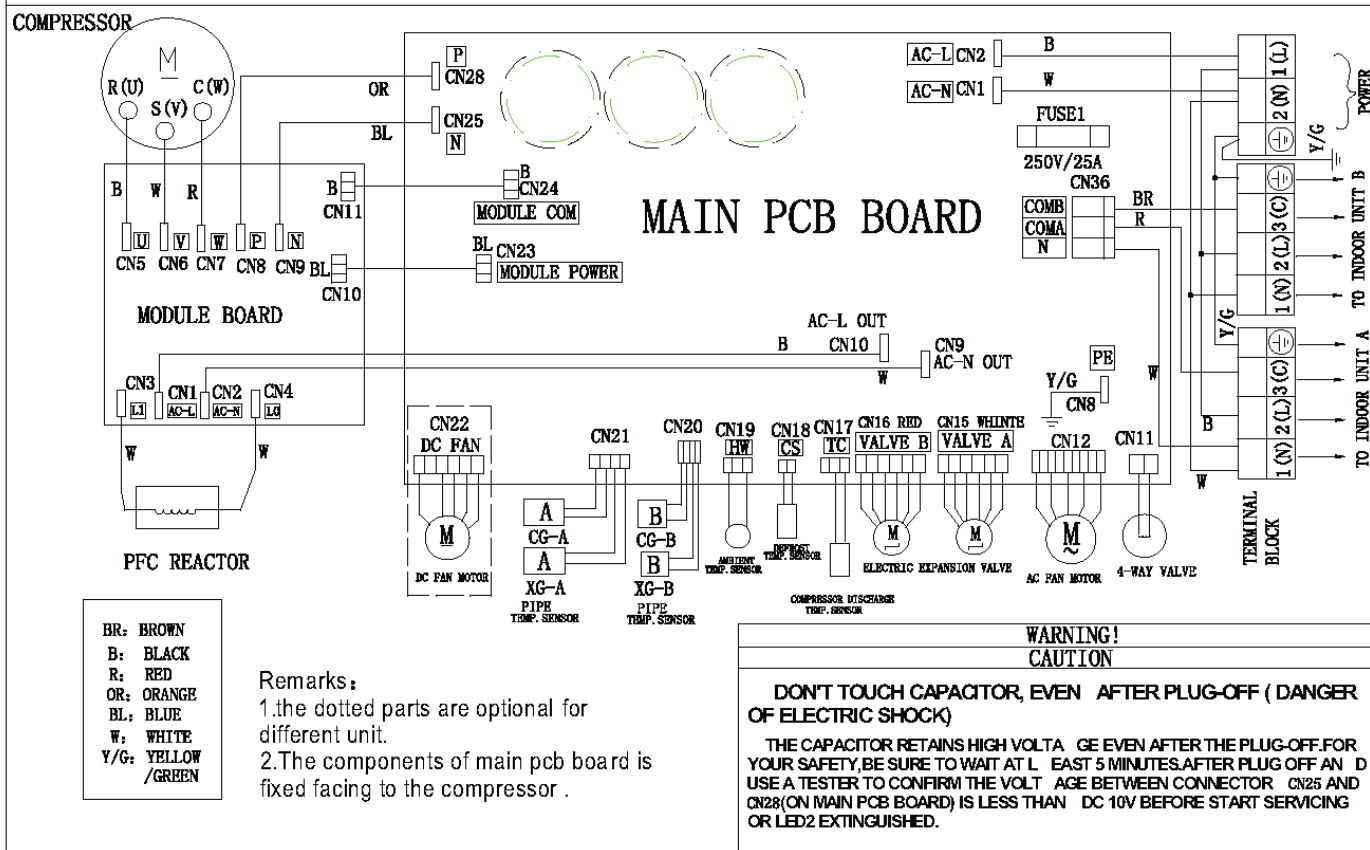 COMPRESSOR
M
R(U)
S(V)
C(W)
OR
BL
P
CN28
CN25
N
AC-L CN2
B
AC-N CN1
W
FUSE1
250V/25A
1(L)
2(N)
POWER
Y/G
B
W
R
B
CN11
B
CN24
MODULE COM
BL
CN10
BL
CN23
MODULE POWER
MAIN PCB BOARD
CN36
COMB
COMA
N
BR
R
3(C)
2(L)
1(N)
TO INDOOR UNIT B
U
V
W
P
N
CN5
CN6
CN7
CN8
CN9
MODULE BOARD
AC-L OUT
B
CN10
CN9
AC-N OUT
W
PE
Y/G
CN8
W
Y/G
3(C)
2(L)
1(N)
TO INDOOR UNIT A
B
W
TERMINAL
BLOCK
CN3
CN1
CN2
CN4
L1
AC-L
AC-N
LO
W
W
PFC REACTOR
CN22
DC FAN
M
DC FAN MOTOR
CN21
A
CG-A
A
XG-A
PIPE
TEMP.SENSOR
CN20
B
CG-B
B
XG-B
PIPE
TEMP.SENSOR
CN19
HW
AMBIENT
TEMP.SENSOR
CN18
CS
DEFROST
TEMP.SENSOR
CN17
TC
COMPRESSOR DISCHARGE
TEMP.SENSOR
CN16 RED
VALVE B
M
CN15 WHINTE
VALVE A
M
ELECTRIC EXPANSION VALVE
CN12
M
~
AC FAN MOTOR
CN11
4-WAY VALVE
BR: BROWN
B: BLACK
R: RED
OR: ORANGE
BL: BLUE
W: WHITE
Y/G: YELLOW
/GREEN
Remarks:
1.the dotted parts are optional for
different unit.
2.The components of main pcb board is
fixed facing to the compressor .
WARNING!
CAUTION
DON'T TOUCH CAPACITOR, EVEN AFTER PLUG-OFF ( DANGER
OF ELECTRIC SHOCK)
THE CAPACITOR RETAINS HIGH VOLTA GE EVEN AFTER THE PLUG-OFF.FOR
YOUR SAFETY,BE SURE TO WAIT AT L EAST 5 MINUTES.AFTER PLUG OFF AN D
USE A TESTER TO CONFIRM THE VOLT AGE BETWEEN CONNECTOR CN25 AND
CN28(ON MAIN PCB BOARD) IS LESS THAN DC 10V BEFORE START SERVICING
OR LED2 EXTINGUISHED.